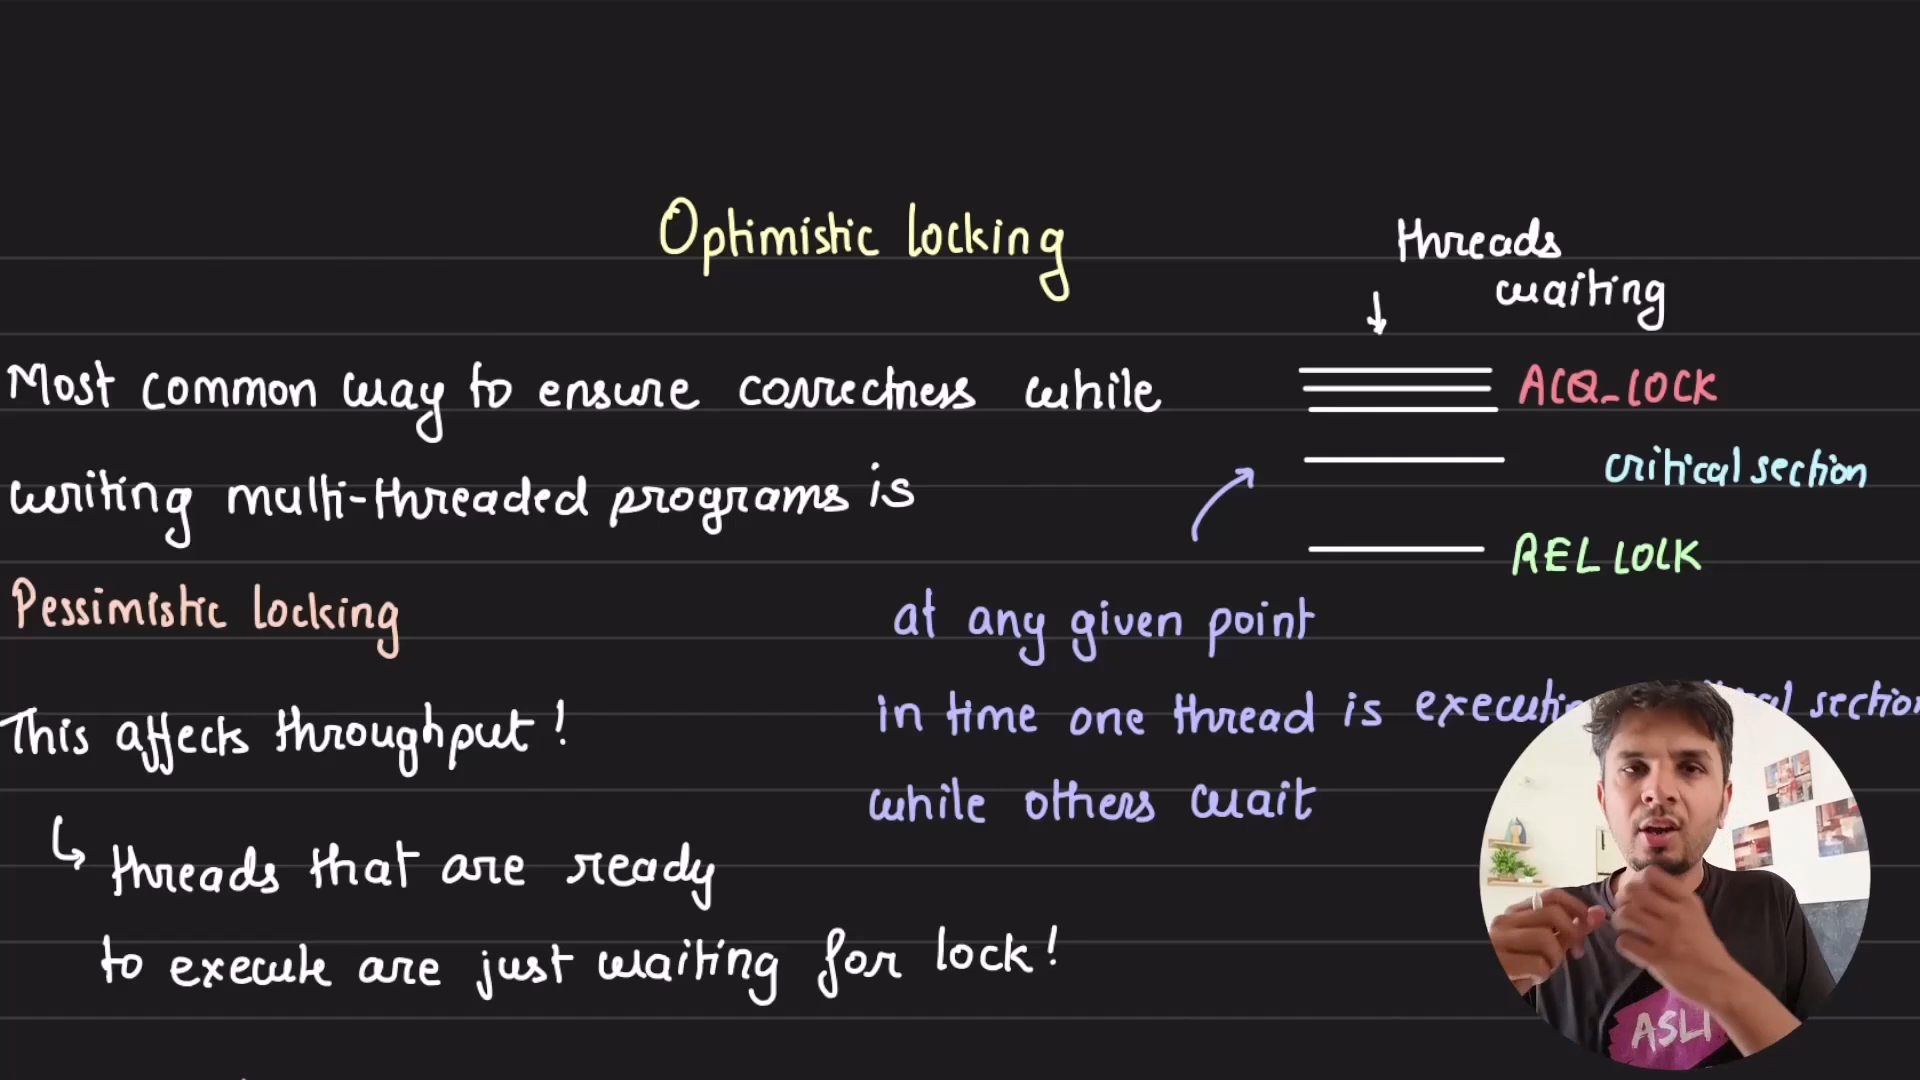 Optimistic locking
threads
waiting
Most common way to ensure correctness while
writing multi-threaded programs is
Pessimistic locking
This affects throughput!
↳ threads that are ready
to execute are just waiting for lock!
ACQ_LOCK
critical section
REL LOCK
at any given point
in time one thread is section
while others wait
ASLI